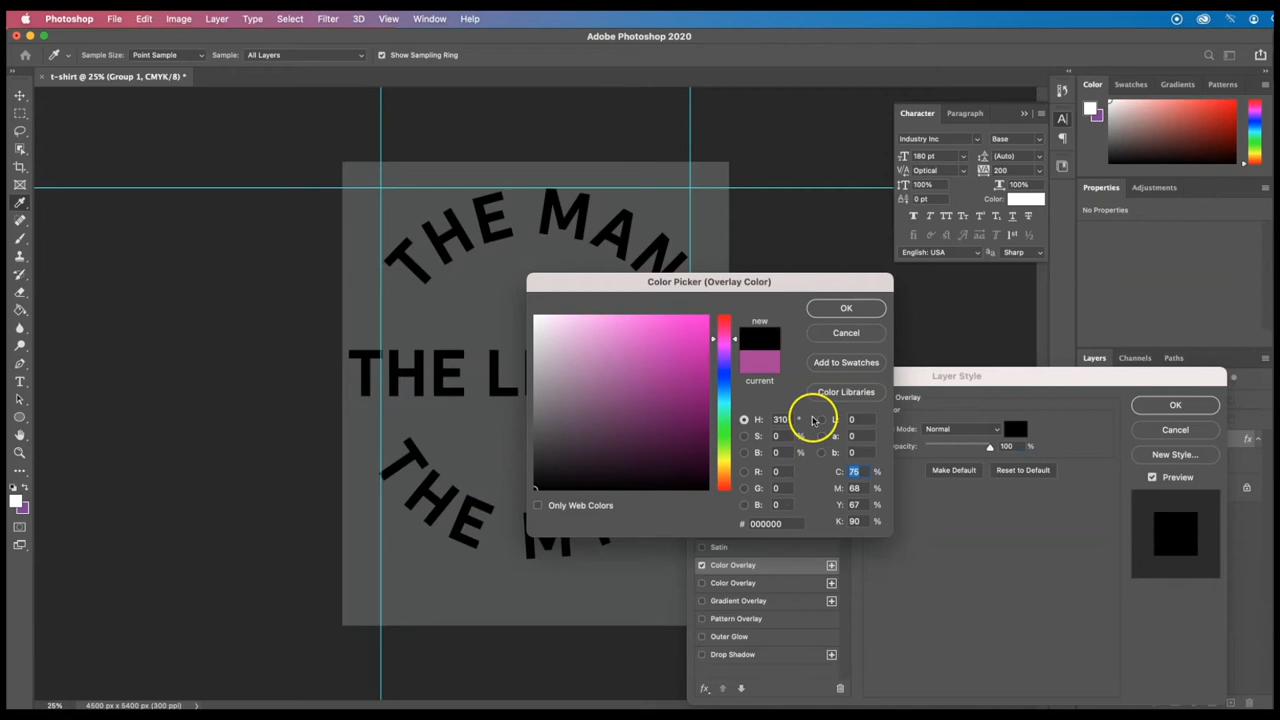 Photoshop File Edit Image Layer Type Select Filter 3D View Window Help
Adobe Photoshop 2020
Sample Size: Point Sample Sample: All Layers Show Sampling Ring
t-shirt @ 25% (Group 1, CMYK/8) *
Color Swatches Gradients Patterns
Character Paragraph
Industry Inc Base
180 pt (Auto)
Optical 200
100% 100%
0 pt Color:
English: USA Sharp
Properties Adjustments
No Properties
THE MAN
THE L
THE M
Color Picker (Overlay Color)
new
current
OK
Cancel
Add to Swatches
Color Libraries
H: 310 °
S: 0 %
B: 0 %
R: 0
G: 0
B: 0
# 000000
L: 0
a: 0
b: 0
C: 75 %
M: 68 %
Y: 67 %
K: 90 %
Only Web Colors
Layers Channels Paths
Layer Style
Overlay
Mode: Normal
100 %
Make Default Reset to Default
OK
Cancel
New Style...
Preview
Satin
Color Overlay
Color Overlay
Gradient Overlay
Pattern Overlay
Outer Glow
Drop Shadow
fx
25% 4500 px x 5400 px (300 ppi)